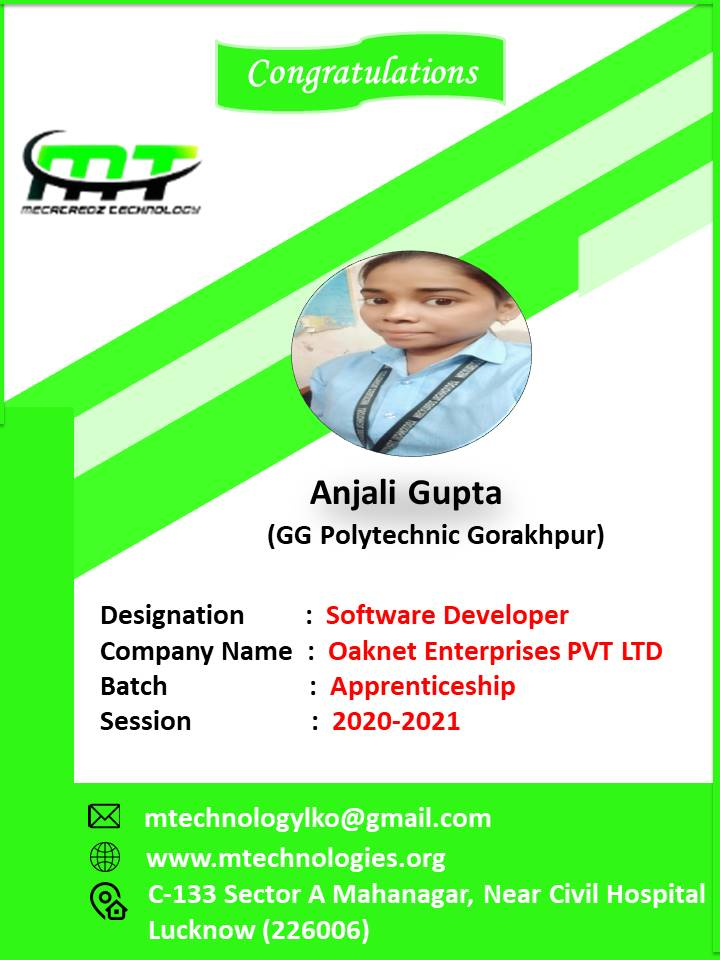 Congratulations
MT
MECATREDZ TECHNOLOGY
Anjali Gupta
(GG Polytechnic Gorakhpur)
Designation : Software Developer
Company Name : Oaknet Enterprises PVT LTD
Batch : Apprenticeship
Session : 2020-2021
mtechnologylko@gmail.com
www.mtechnologies.org
C-133 Sector A Mahanagar, Near Civil Hospital
Lucknow (226006)